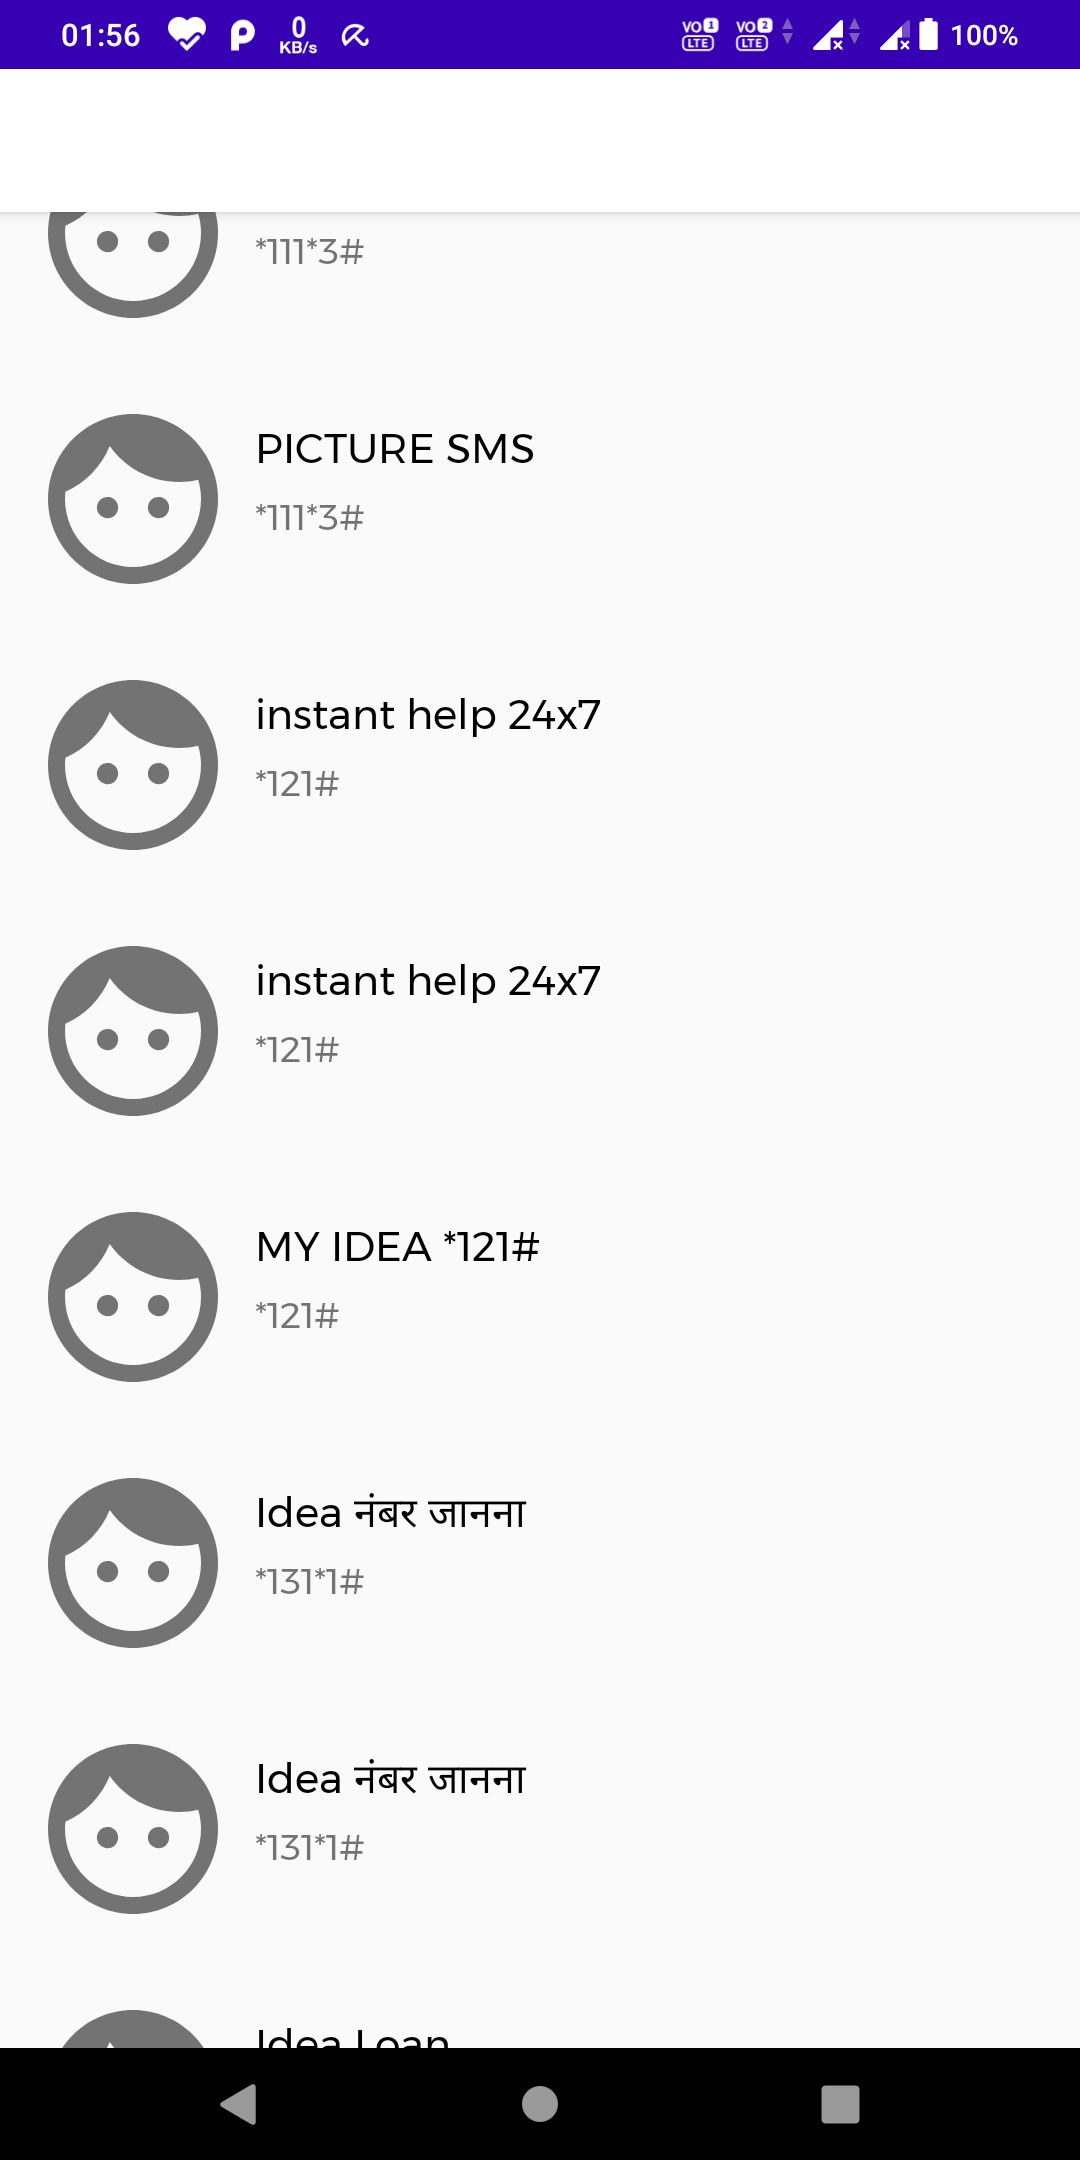 01:56
0
KB/s
VO 1
LTE
VO 2
LTE
100%
*111*3#
PICTURE SMS
*111*3#
instant help 24x7
*121#
instant help 24x7
*121#
MY IDEA *121#
*121#
Idea नंबर जानना
*131*1#
Idea नंबर जानना
*131*1#
Idea Loan